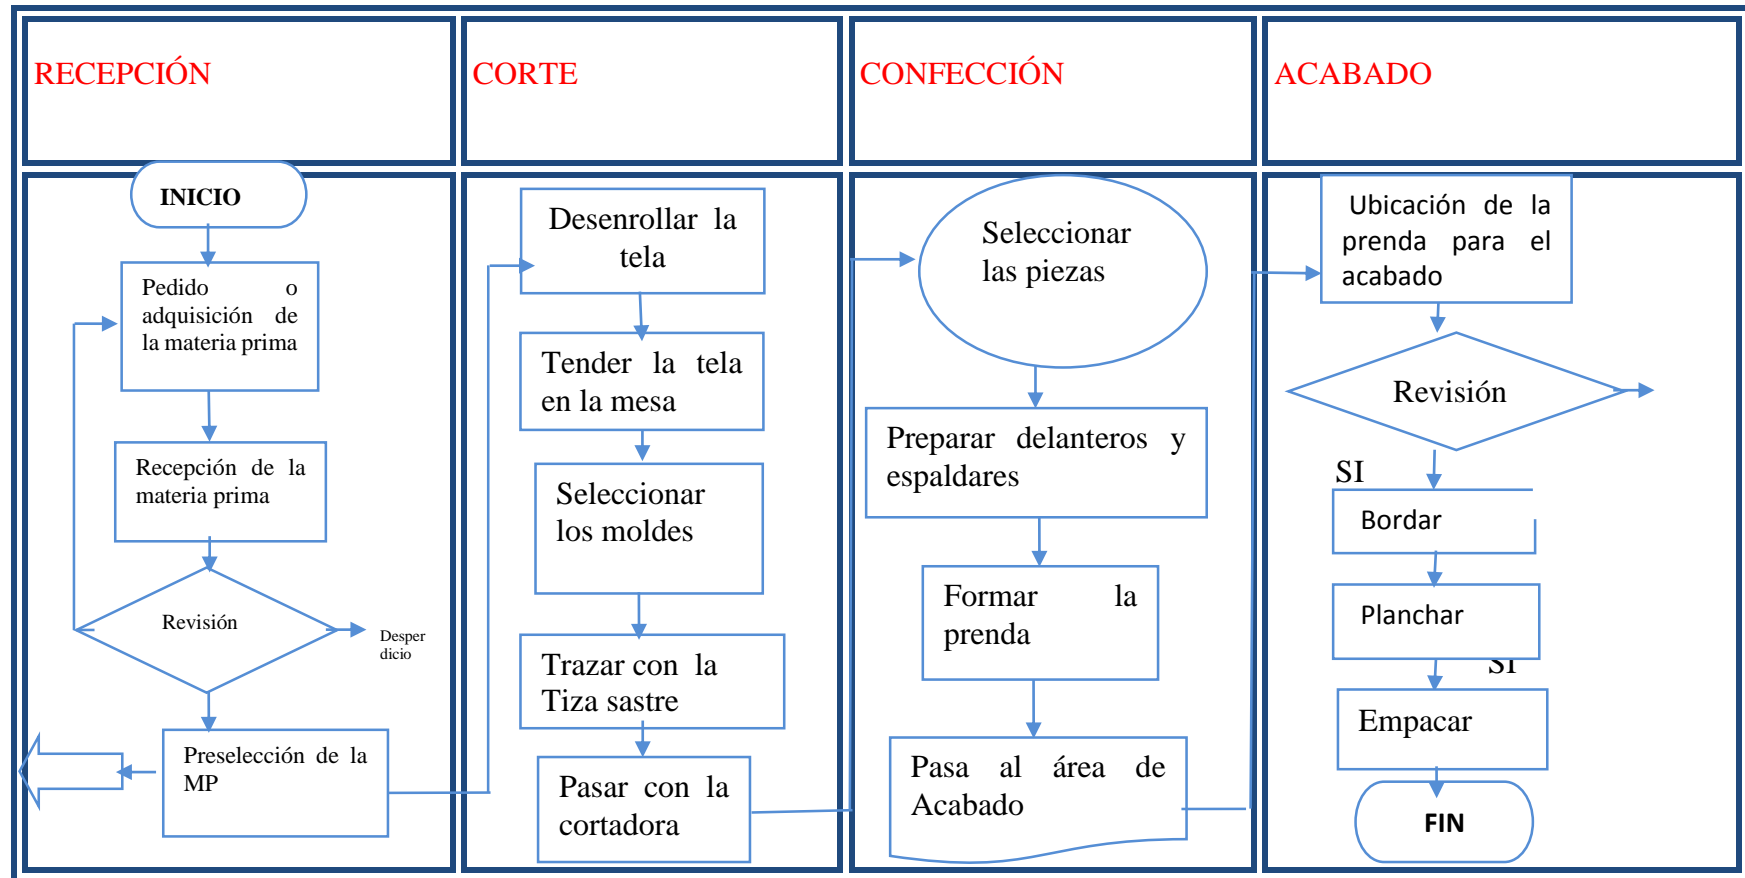 RECEPCIÓN
CORTE
CONFECCIÓN
ACABADO
INICIO
Pedido o
adquisición de
la materia prima
Recepción de la
materia prima
Revisión
Desper
dicio
Preselección de la
MP
Desenrollar la
tela
Tender la tela
en la mesa
Seleccionar
los moldes
Trazar con la
Tiza sastre
Pasar con la
cortadora
Seleccionar
las piezas
Preparar delanteros y
espaldares
Formar la
prenda
Pasa al área de
Acabado
Ubicación de la
prenda para el
acabado
Revisión
SI
Bordar
Planchar
SI
Empacar
FIN